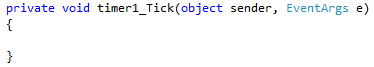 private void timer1_Tick(object sender, EventArgs e)
{
}